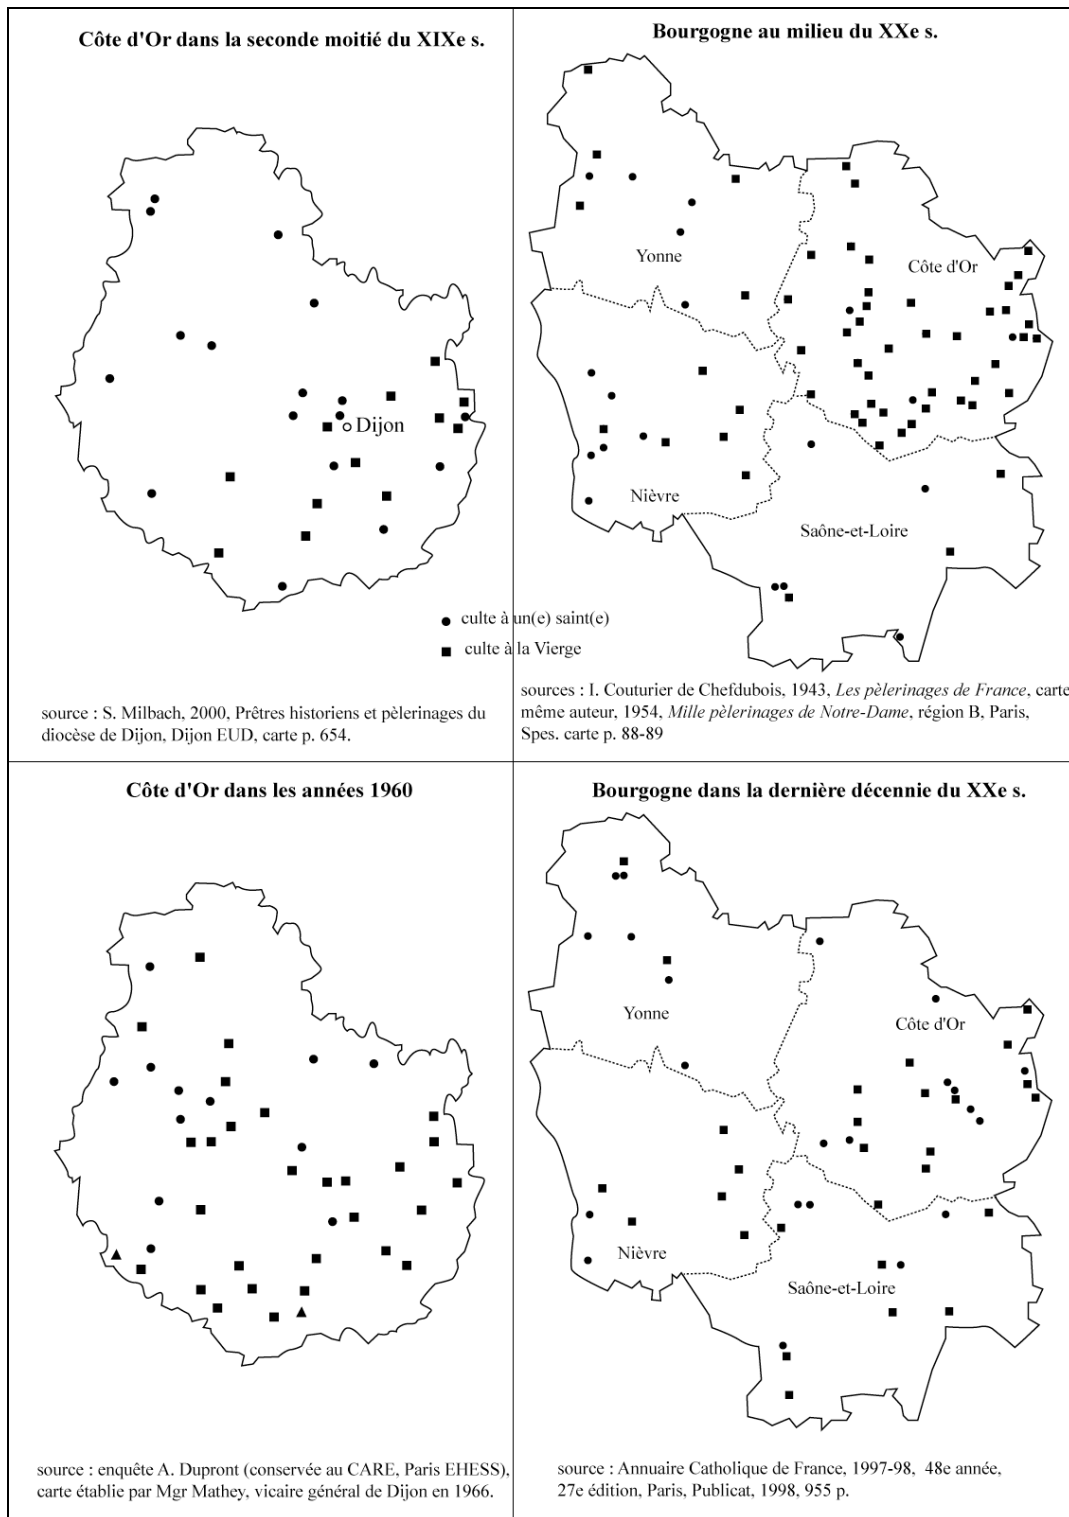 Côte d'Or dans la seconde moitié du XIXe s.
Dijon
source : S. Milbach, 2000, Prêtres historiens et pèlerinages du
diocèse de Dijon, Dijon EUD, carte p. 654.
Bourgogne au milieu du XXe s.
Yonne
Côte d'Or
Nièvre
Saône-et-Loire
culte à un(e) saint(e)
culte à la Vierge
sources : I. Couturier de Chefdubois, 1943, Les pèlerinages de France, carte
même auteur, 1954, Mille pèlerinages de Notre-Dame, région B, Paris,
Spes. carte p. 88-89
Côte d'Or dans les années 1960
source : enquête A. Dupront (conservée au CARE, Paris EHESS),
carte établie par Mgr Mathey, vicaire général de Dijon en 1966.
Bourgogne dans la dernière décennie du XXe s.
Yonne
Côte d'Or
Nièvre
Saône-et-Loire
source : Annuaire Catholique de France, 1997-98, 48e année,
27e édition, Paris, Publicat, 1998, 955 p.